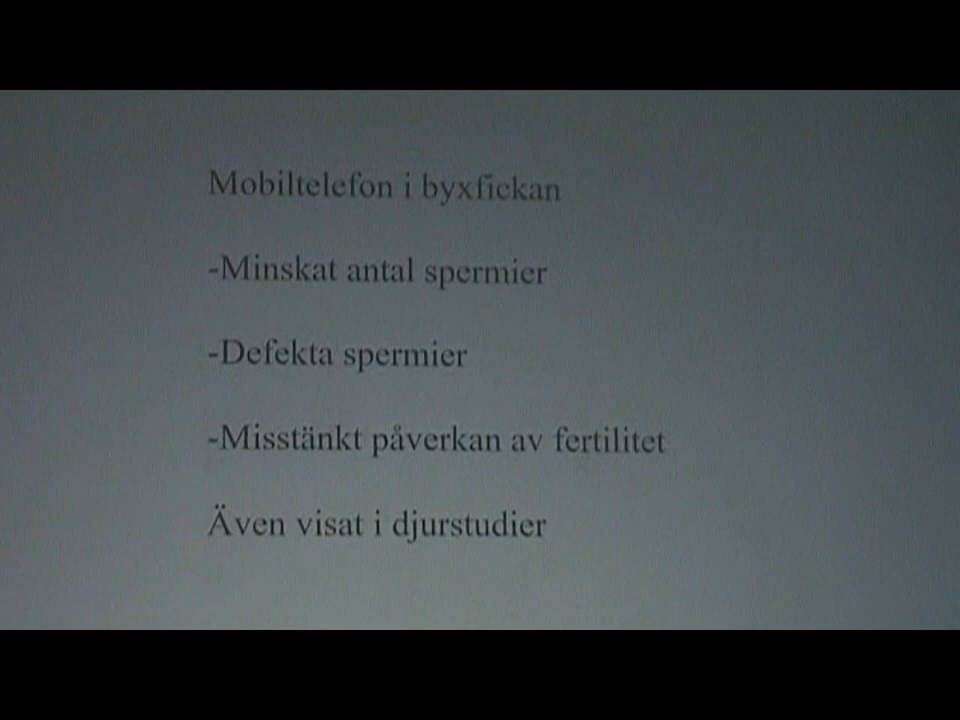 Mobiltelefon i byxfickan
-Minskat antal spermier
-Defekta spermier
-Misstänkt påverkan av fertilitet
Även visat i djurstudier